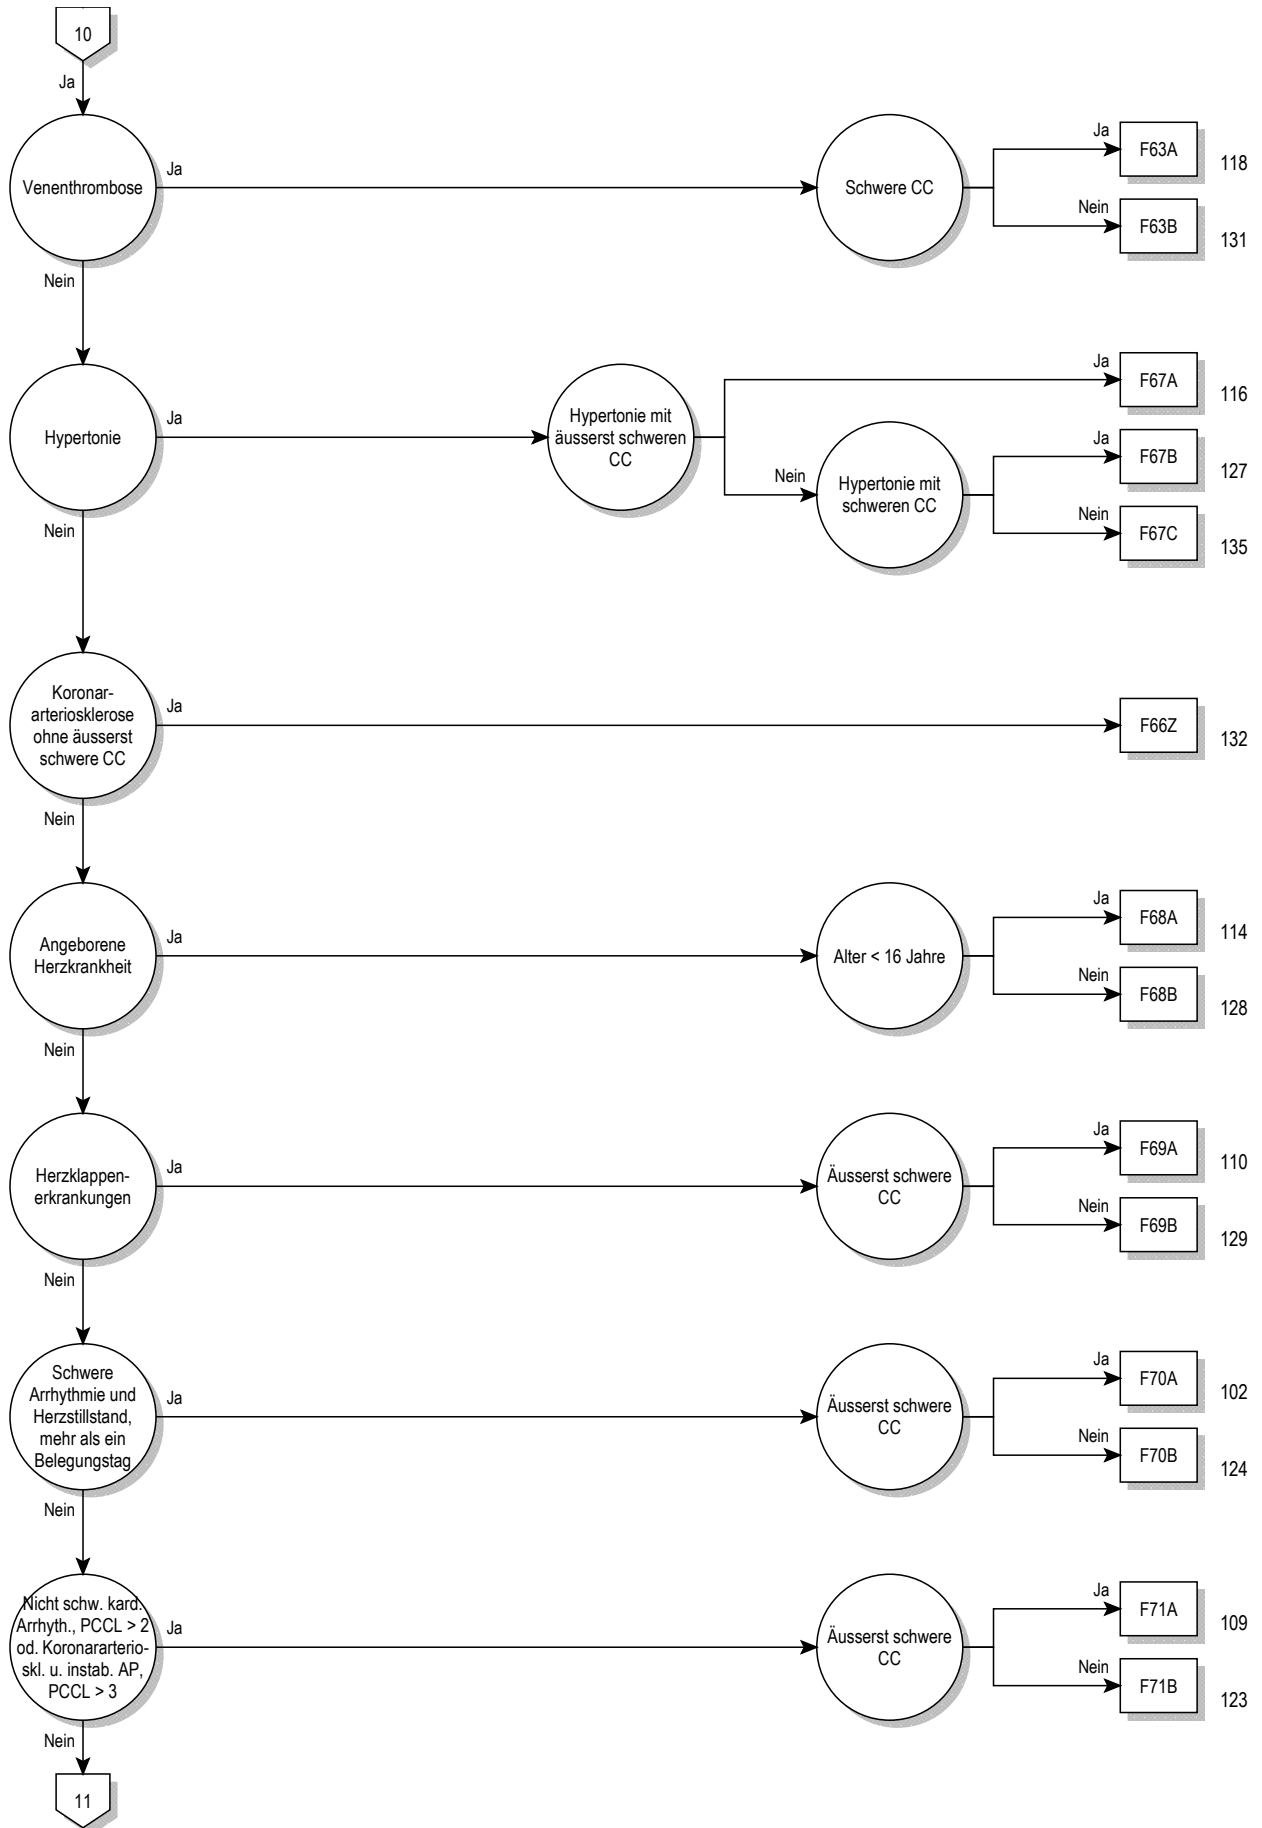 10
Ja
Venenthrombose
Ja
Schwere CC
Ja
F63A
118
Nein
F63B
131
Nein
Hypertonie
Ja
Hypertonie mit
äusserst schweren
CC
Ja
F67A
116
Nein
Hypertonie mit
schweren CC
Ja
F67B
127
Nein
F67C
135
Nein
Koronar-
arteriosklerose
ohne äusserst
schwere CC
Ja
F66Z
132
Nein
Angeborene
Herzkrankheit
Ja
Alter < 16 Jahre
Ja
F68A
114
Nein
F68B
128
Nein
Herzklappen-
erkrankungen
Ja
Äusserst schwere
CC
Ja
F69A
110
Nein
F69B
129
Nein
Schwere
Arrhythmie und
Herzstillstand,
mehr als ein
Belegungstag
Ja
Äusserst schwere
CC
Ja
F70A
102
Nein
F70B
124
Nein
Nicht schw. kard.
Arrhyth., PCCL > 2
od. Koronararterio-
skl. u. instab. AP,
PCCL > 3
Ja
Äusserst schwere
CC
Ja
F71A
109
Nein
F71B
123
Nein
11